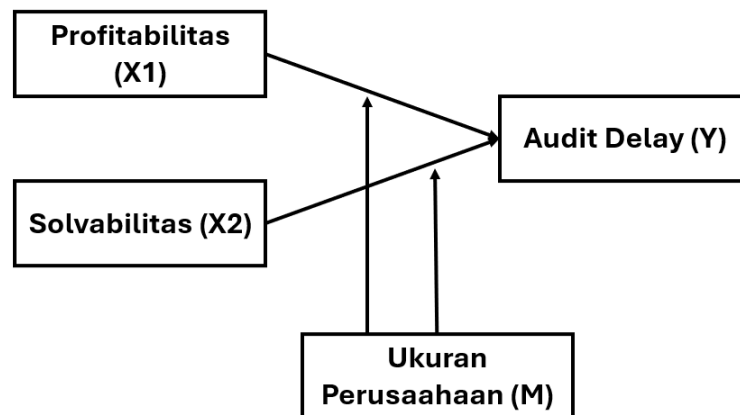 Profitabilitas
(X1)
Audit Delay (Y)
Solvabilitas (X2)
Ukuran
Perusaahaan (M)